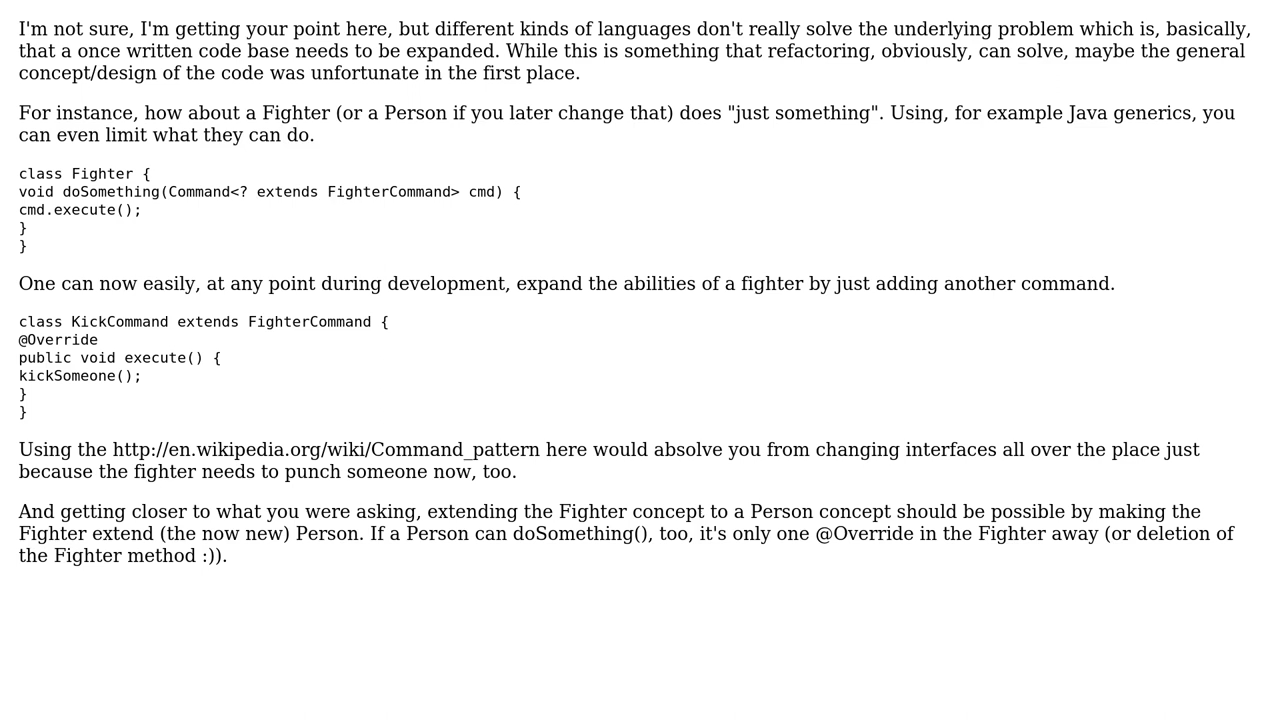 I'm not sure, I'm getting your point here, but different kinds of languages don't really solve the underlying problem which is, basically,
that a once written code base needs to be expanded. While this is something that refactoring, obviously, can solve, maybe the general
concept/design of the code was unfortunate in the first place.
For instance, how about a Fighter (or a Person if you later change that) does "just something". Using, for example Java generics, you
can even limit what they can do.
class Fighter {
void doSomething(Command<? extends FighterCommand> cmd) {
cmd.execute();
}
}
One can now easily, at any point during development, expand the abilities of a fighter by just adding another command.
class KickCommand extends FighterCommand {
@Override
public void execute() {
kickSomeone();
}
}
Using the http://en.wikipedia.org/wiki/Command_pattern here would absolve you from changing interfaces all over the place just
because the fighter needs to punch someone now, too.
And getting closer to what you were asking, extending the Fighter concept to a Person concept should be possible by making the
Fighter extend (the now new) Person. If a Person can doSomething(), too, it's only one @Override in the Fighter away (or deletion of
the Fighter method :)).